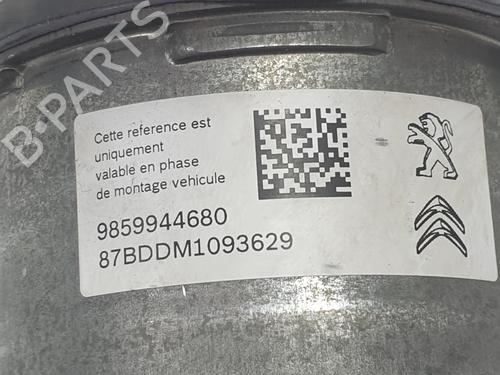 Cette reference est
uniquement
valable en phase
de montage vehicule
9859944680
87BDDM1093629
B-PARTS